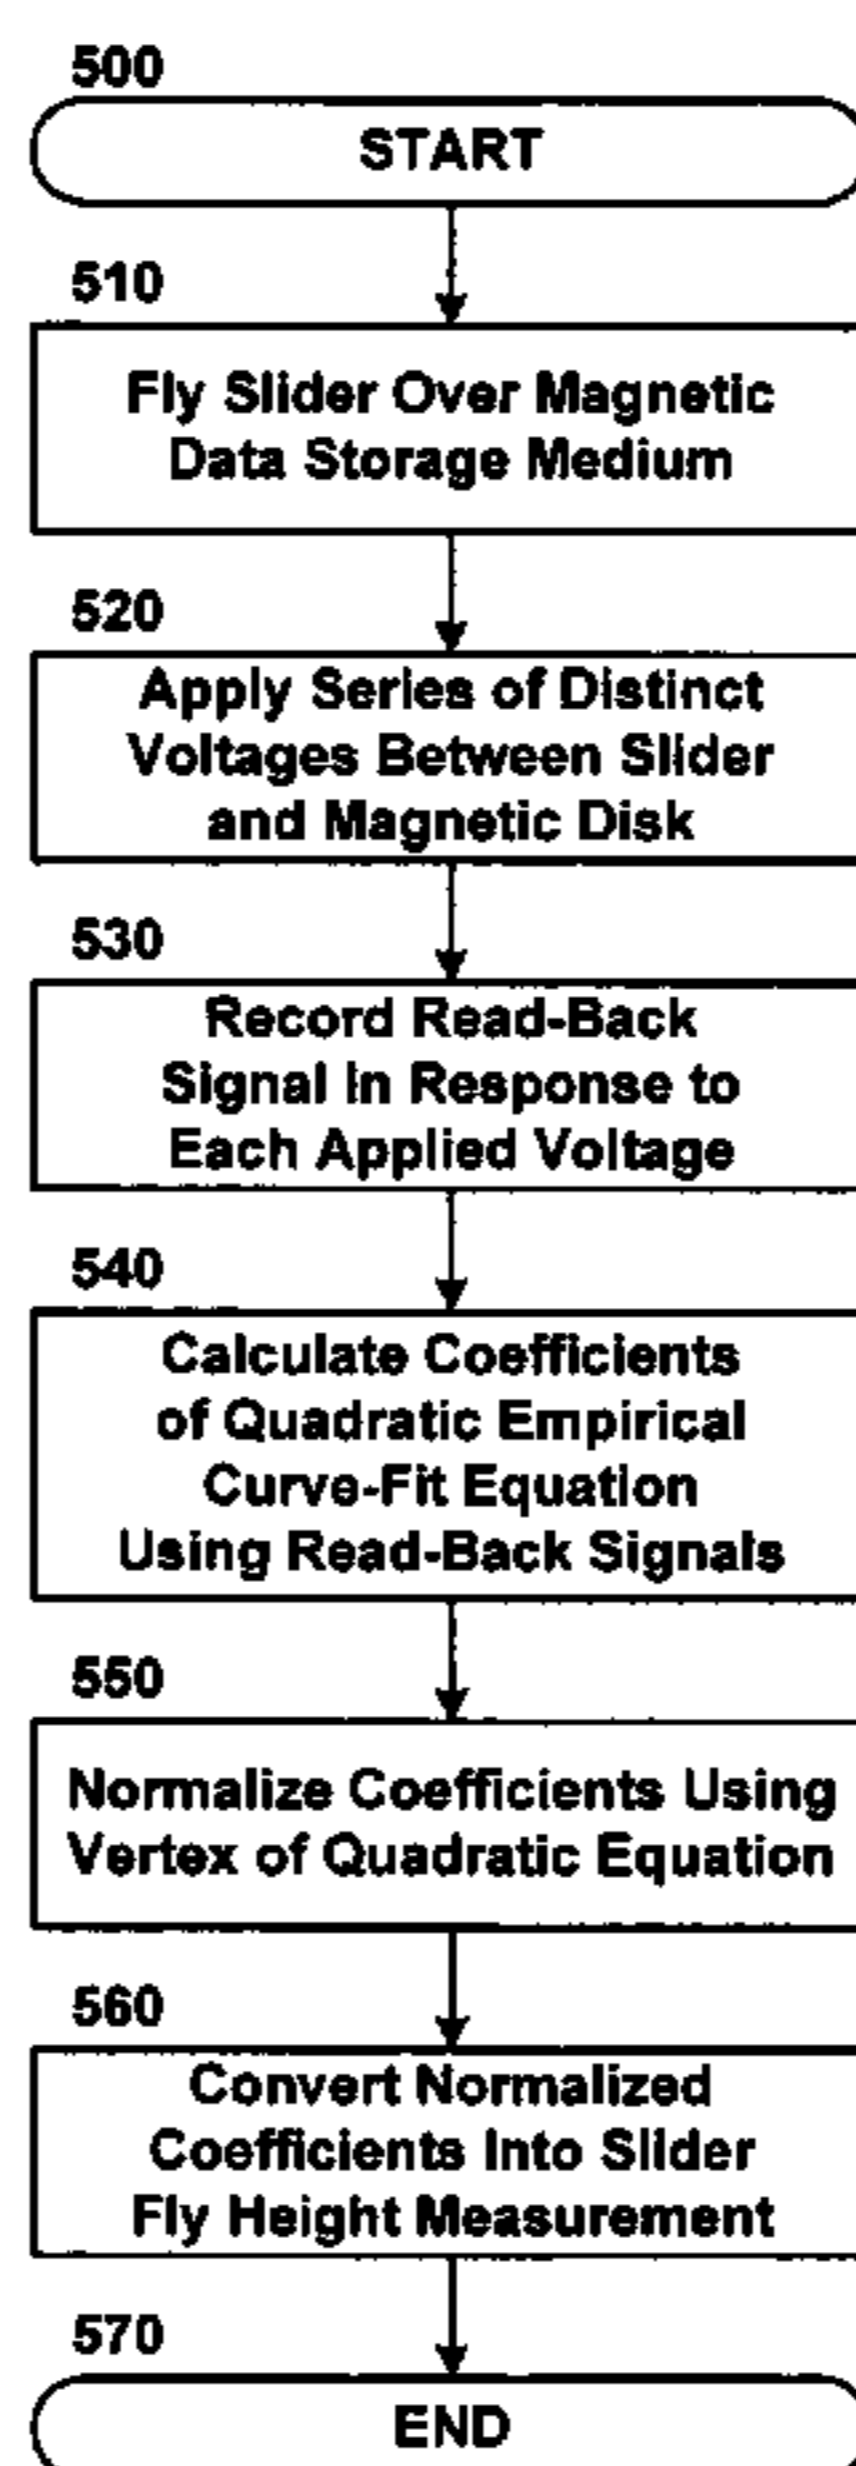 500
START
510
Fly Slider Over Magnetic
Data Storage Medium
520
Apply Series of Distinct
Voltages Between Slider
and Magnetic Disk
530
Record Read-Back
Signal In Response to
Each Applied Voltage
540
Calculate Coefficients
of Quadratic Empirical
Curve-Fit Equation
Using Read-Back Signals
550
Normalize Coefficients Using
Vertex of Quadratic Equation
560
Convert Normalized
Coefficients Into Slider
Fly Height Measurement
570
END